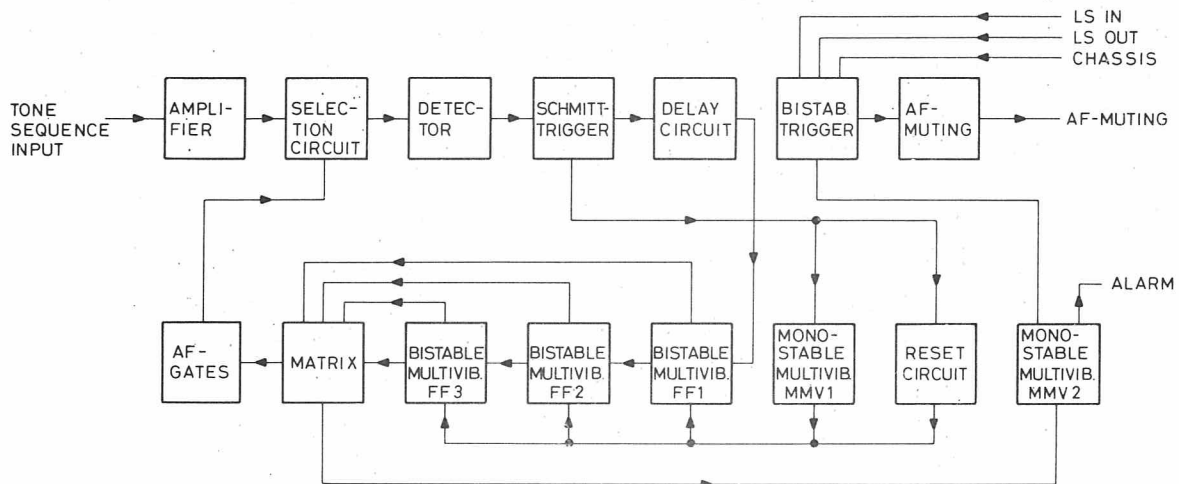 LS IN
LS OUT
CHASSIS
TONE
SEQUENCE
INPUT
AMPLI-
FIER
SELEC-
TION
CIRCUIT
DETEC-
TOR
SCHMITT-
TRIGGER
DELAY
CIRCUIT
BISTAB.
TRIGGER
AF-
MUTING
AF-MUTING
ALARM
AF-
GATES
MATRIX
BISTABLE
MULTIVIB.
FF3
BISTABLE
MULTIVIB.
FF2
BISTABLE
MULTIVIB.
FF1
MONO-
STABLE
MULTIVIB.
MMV1
RESET
CIRCUIT
MONO-
STABLE
MULTIVIB.
MMV2